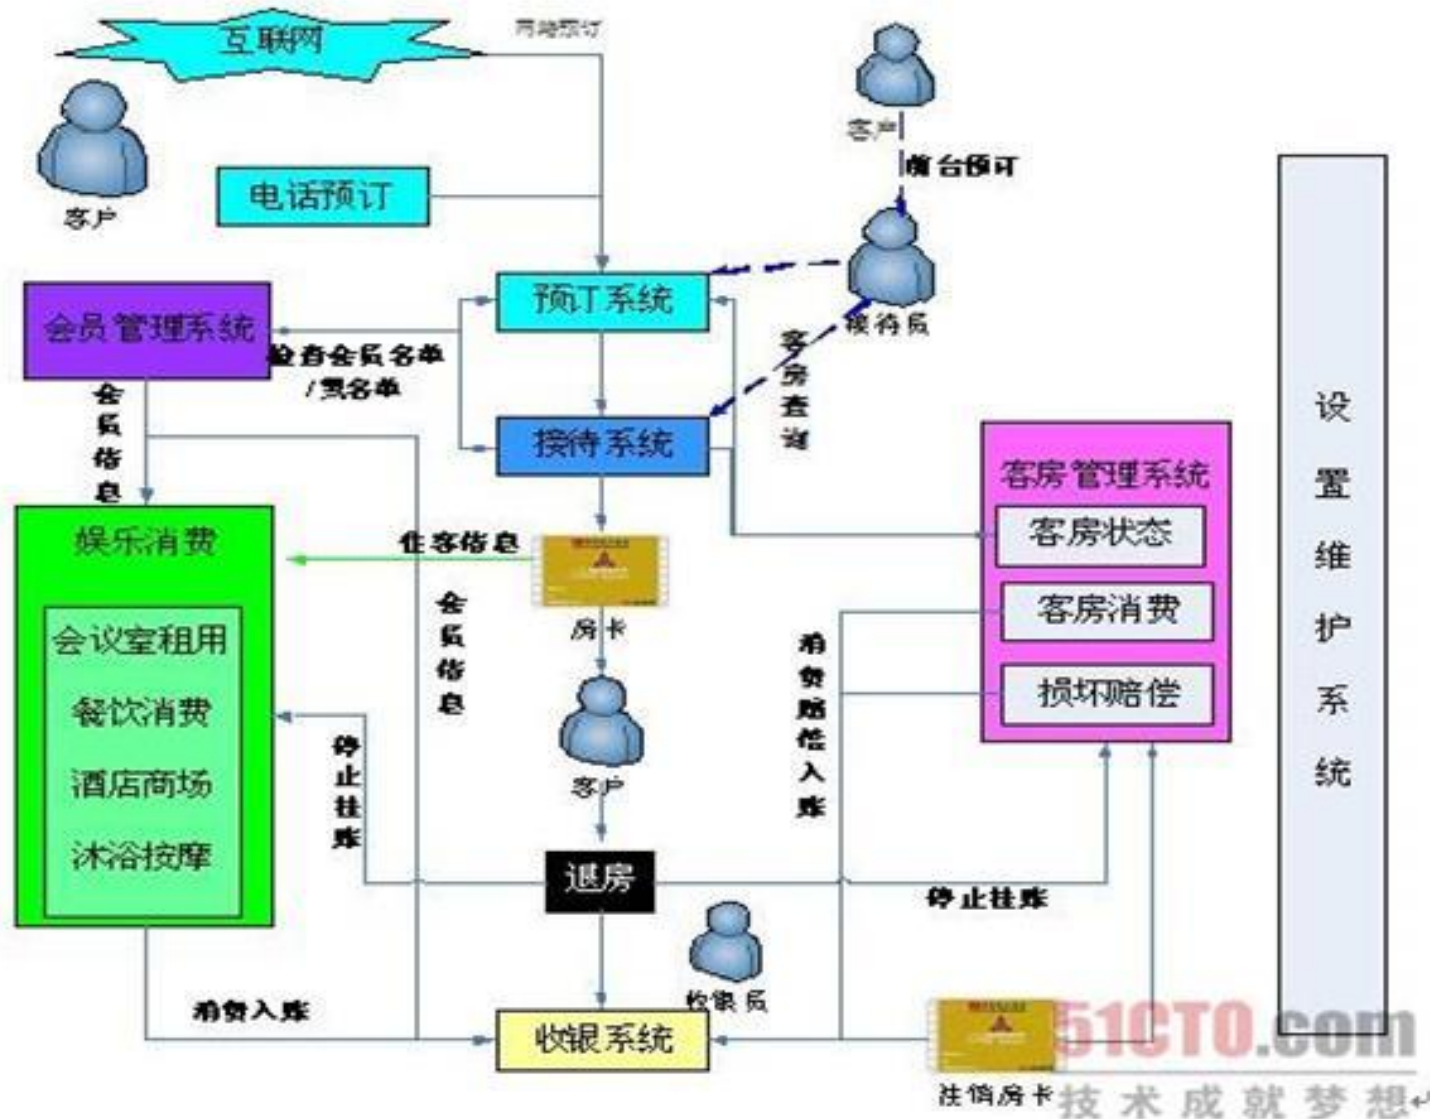 互联网
网络预订
客户
客户
前台预订
电话预订
预订系统
接待员
会员管理系统
检查会员名单
/黑名单
客房查询
会员信息
接待系统
客房管理系统
客房状态
客房消费
损坏赔偿
设置维护系统
娱乐消费
会议室租用
餐饮消费
酒店商场
沐浴按摩
住客信息
会员信息
房卡
消费赔偿入账
客户
停止挂账
退房
停止挂账
收银员
消费入账
收银系统
注销房卡
51CTO.com
技术成就梦想